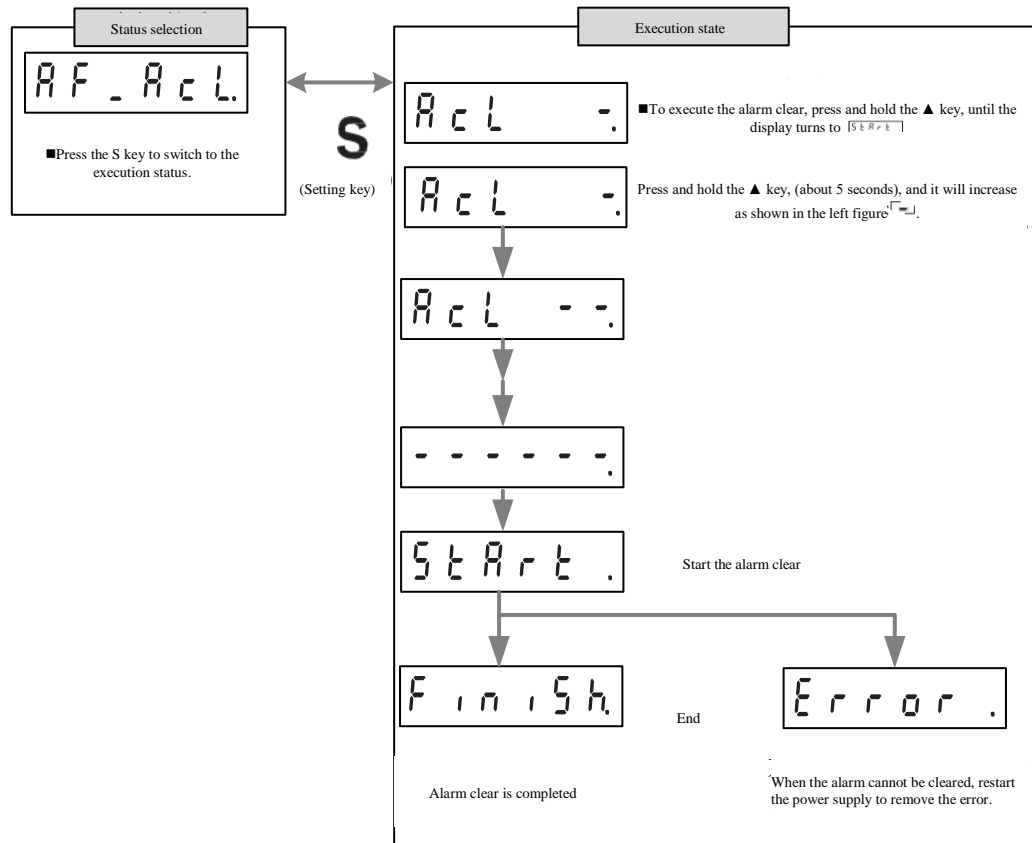 Status selection
AF_AcL.
■Press the S key to switch to the
execution status.
S
(Setting key)
Execution state
AcL -.
■To execute the alarm clear, press and hold the ▲ key, until the
display turns to StArt .
AcL -.
Press and hold the ▲ key, (about 5 seconds), and it will increase
as shown in the left figure「-」.
AcL --.
------.
StArt .
Start the alarm clear
FiniSh.
End
Error .
Alarm clear is completed
When the alarm cannot be cleared, restart
the power supply to remove the error.